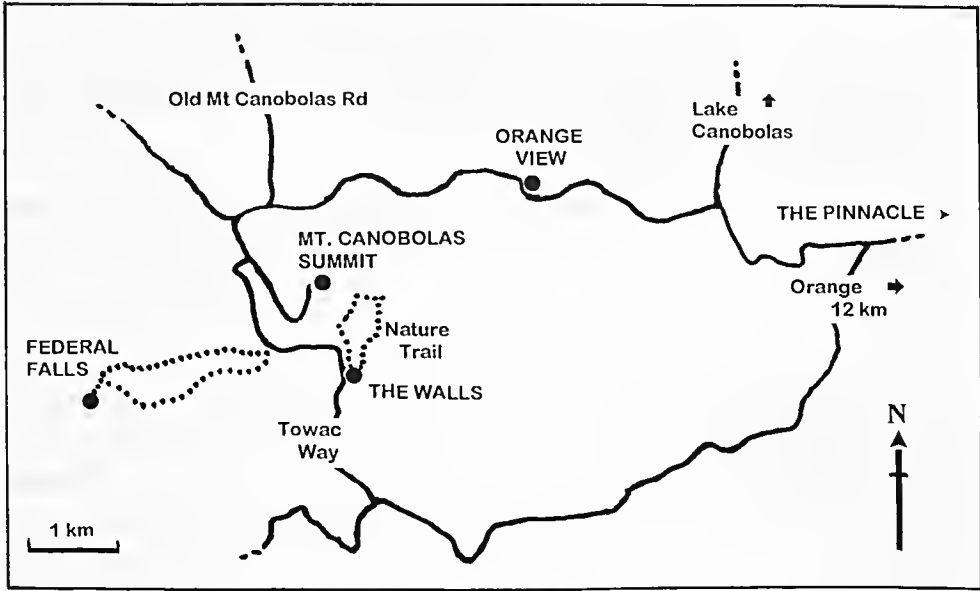 Old Mt Canobolas Rd
Lake
Canobolas
ORANGE
VIEW
THE PINNACLE
MT. CANOBOLAS
SUMMIT
Orange
12 km
Nature
Trail
FEDERAL
FALLS
THE WALLS
Towac
Way
N
1 km